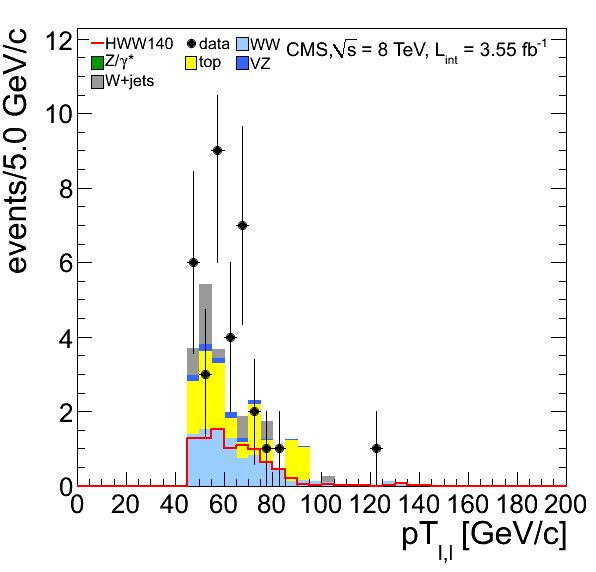 HWW140 data WW CMS,√s = 8 TeV, L_int = 3.55 fb⁻¹
Z/γ* top VZ
W+jets
events/5.0 GeV/c
12
10
8
6
4
2
0
0 20 40 60 80 100 120 140 160 180 200
pT_l,l [GeV/c]